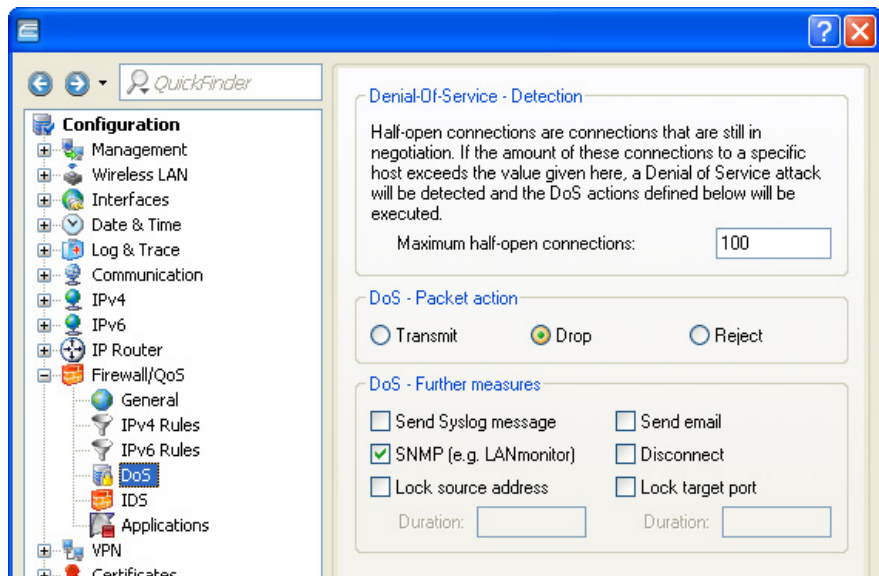 QuickFinder
Configuration
Management
Wireless LAN
Interfaces
Date & Time
Log & Trace
Communication
IPv4
IPv6
IP Router
Firewall/QoS
General
IPv4 Rules
IPv6 Rules
DoS
IDS
Applications
VPN
Certificates
Denial-Of-Service - Detection
Half-open connections are connections that are still in
negotiation. If the amount of these connections to a specific
host exceeds the value given here, a Denial of Service attack
will be detected and the DoS actions defined below will be
executed.
Maximum half-open connections: 100
DoS - Packet action
Transmit Drop Reject
DoS - Further measures
Send Syslog message Send email
SNMP (e.g. LANmonitor) Disconnect
Lock source address Lock target port
Duration: Duration: